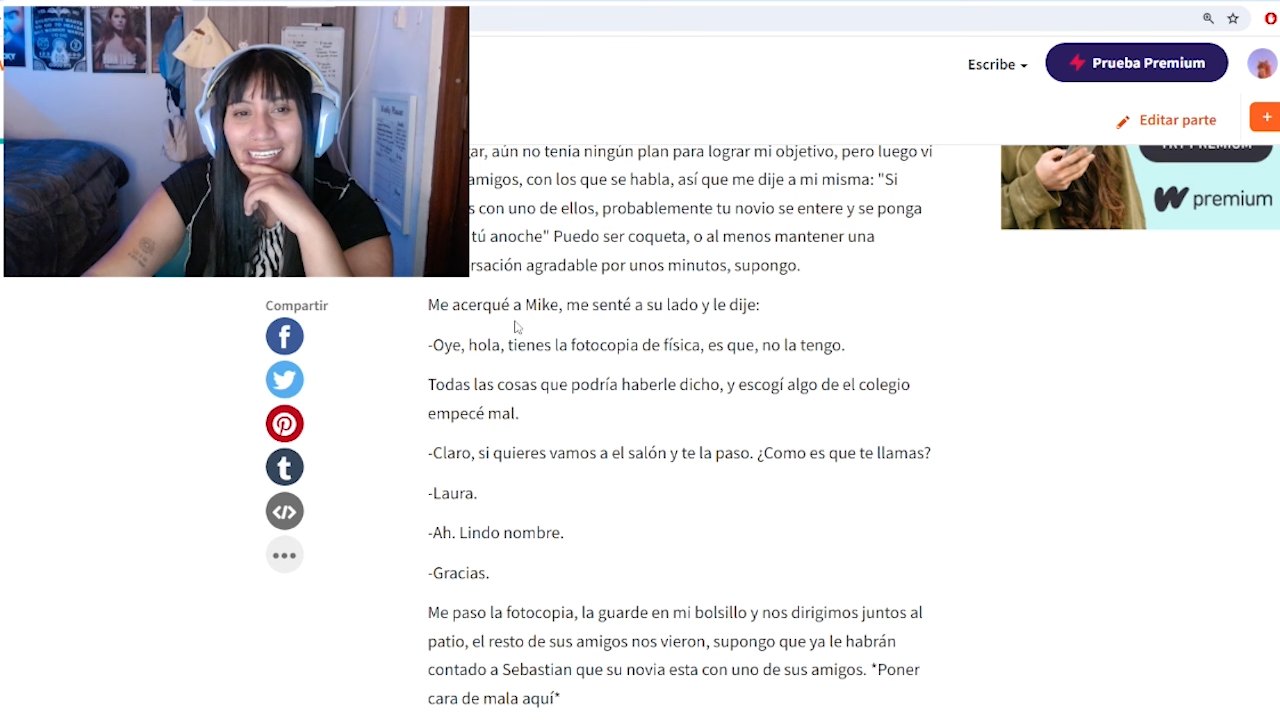 BORN TO DIE
Escribe
Prueba Premium
Editar parte
+
TRY PREMIUM
premium
aún no tenía ningún plan para lograr mi objetivo, pero luego vi
amigos, con los que se habla, así que me dije a mi misma: "Si
con uno de ellos, probablemente tu novio se entere y se ponga
tú anoche" Puedo ser coqueta, o al menos mantener una
rsación agradable por unos minutos, supongo.
Compartir
Me acerqué a Mike, me senté a su lado y le dije:
-Oye, hola, tienes la fotocopia de física, es que, no la tengo.
Todas las cosas que podría haberle dicho, y escogí algo de el colegio
empecé mal.
-Claro, si quieres vamos a el salón y te la paso. ¿Como es que te llamas?
-Laura.
-Ah. Lindo nombre.
-Gracias.
Me paso la fotocopia, la guarde en mi bolsillo y nos dirigimos juntos al
patio, el resto de sus amigos nos vieron, supongo que ya le habrán
contado a Sebastian que su novia esta con uno de sus amigos. *Poner
cara de mala aquí*